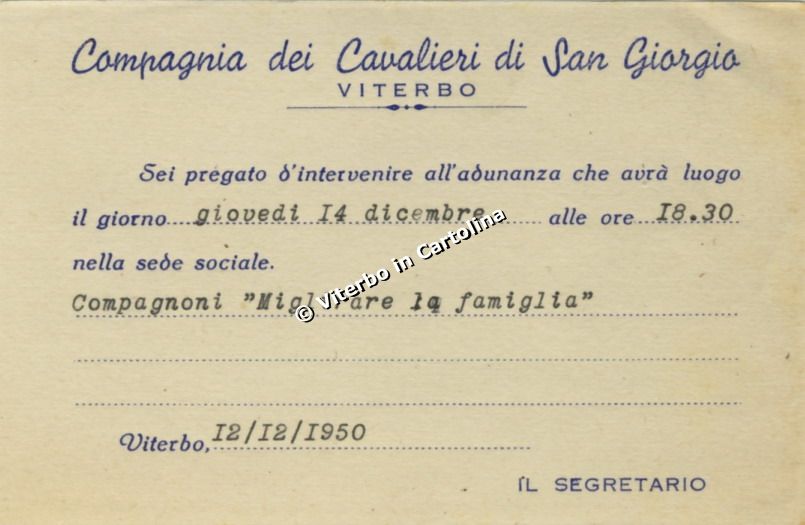 Compagnia dei Cavalieri di San Giorgio
VITERBO
Sei pregato d'intervenire all'adunanza che avrà luogo
il giorno giovedi I4 dicembre alle ore I8.30
nella sede sociale.
Compagnoni "Migliorare la famiglia"
© Viterbo in Cartolina
Viterbo, I2/I2/I950
IL SEGRETARIO